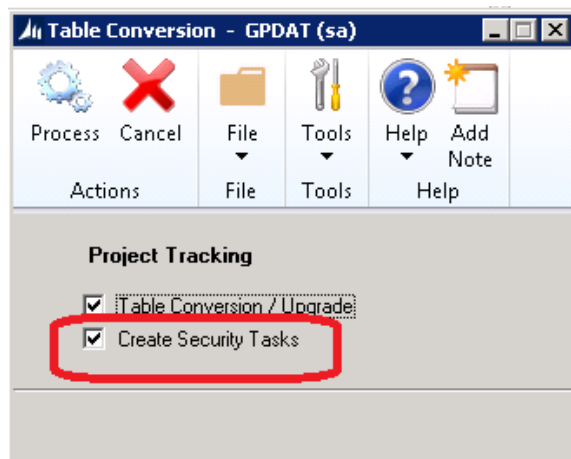 Table Conversion - GPDAT (sa)
Process Cancel File Tools Help Add Note
Actions File Tools Help
Project Tracking
Table Conversion / Upgrade
Create Security Tasks